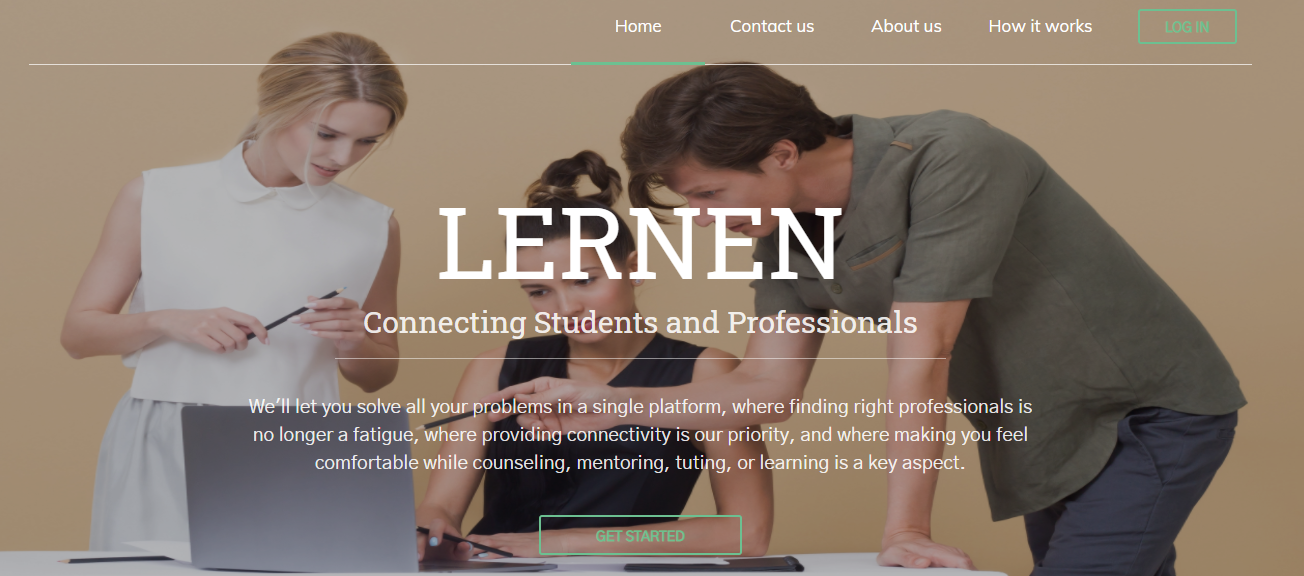 Home Contact us About us How it works LOG IN
LERNEN
Connecting Students and Professionals
We'll let you solve all your problems in a single platform, where finding right professionals is
no longer a fatigue, where providing connectivity is our priority, and where making you feel
comfortable while counseling, mentoring, tuting, or learning is a key aspect.
GET STARTED